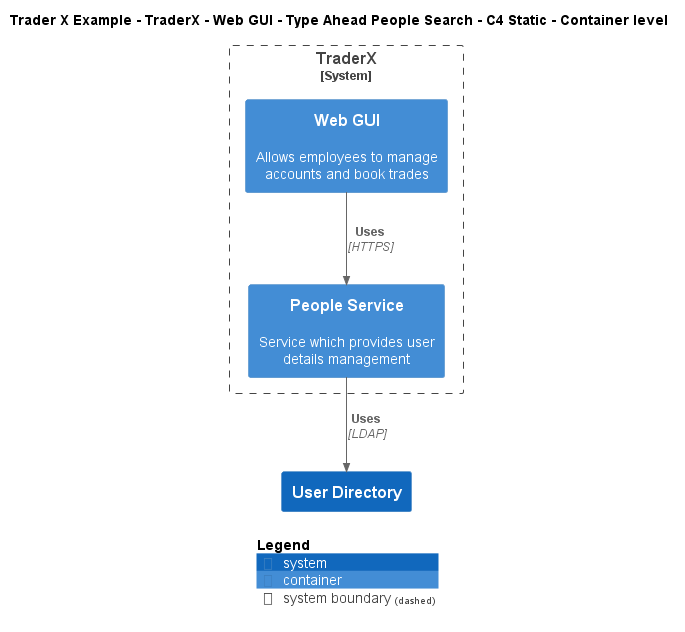 Trader X Example - TraderX - Web GUI - Type Ahead People Search - C4 Static - Container level
TraderX
[System]
Web GUI
Allows employees to manage
accounts and book trades
Uses
[HTTPS]
People Service
Service which provides user
details management
Uses
[LDAP]
User Directory
Legend
system
container
system boundary (dashed)